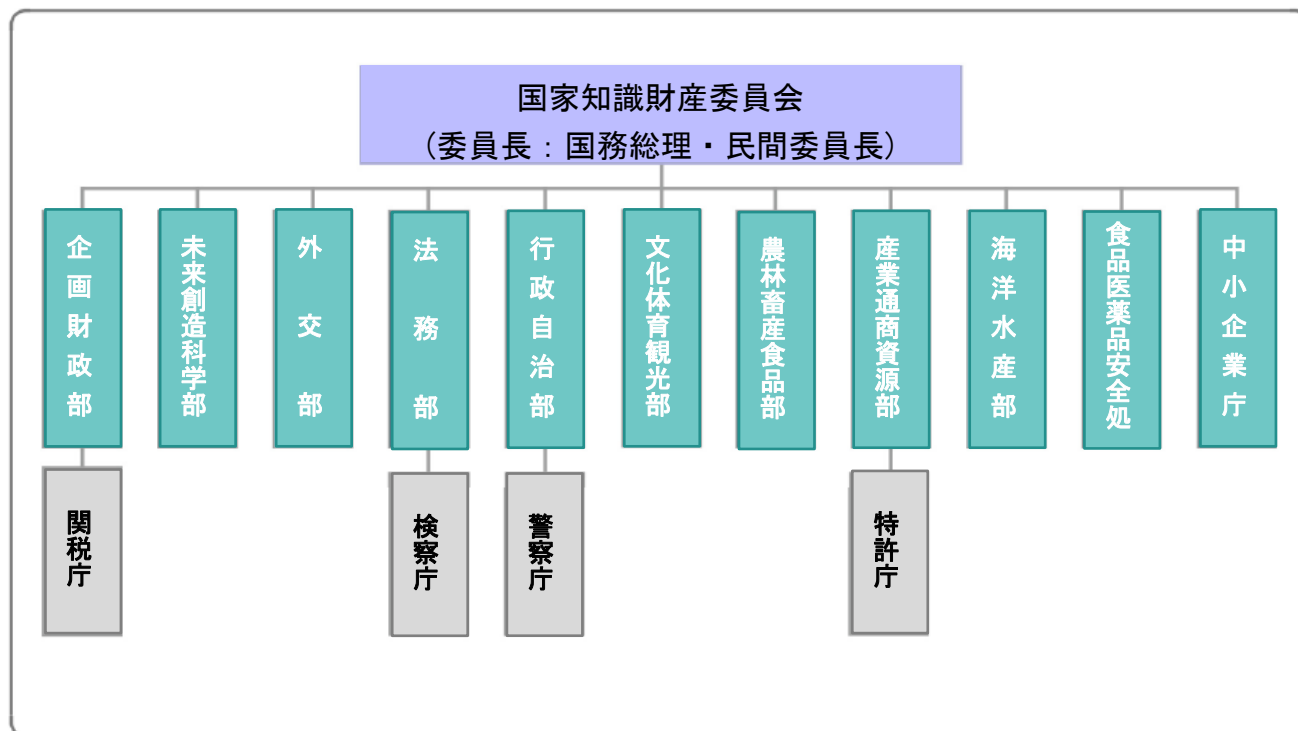 国家知識財産委員会
（委員長：国務総理・民間委員長）
企画財政部
未来創造科学部
外交部
法務部
行政自治部
文化体育観光部
農林畜産食品部
産業通商資源部
海洋水産部
食品医薬品安全処
中小企業庁
関税庁
検察庁
警察庁
特許庁